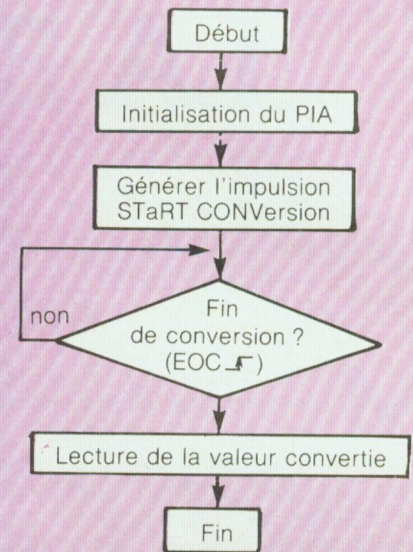 Début
Initialisation du PIA
Générer l'impulsion
STaRT CONVersion
non
Fin
de conversion ?
(EOC )
Lecture de la valeur convertie
Fin